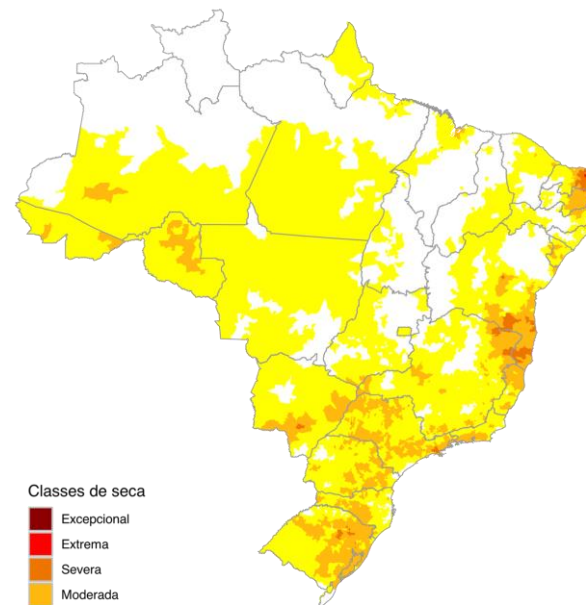 Classes de seca
Excepcional
Extrema
Severa
Moderada